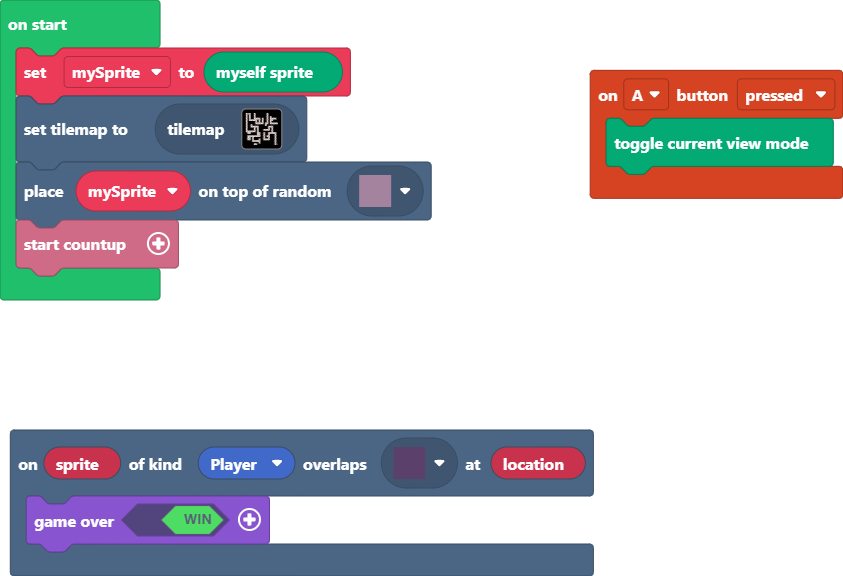 on start
set mySprite to myself sprite
set tilemap to tilemap
place mySprite on top of random
start countup
on A button pressed
toggle current view mode
on sprite of kind Player overlaps at location
game over WIN